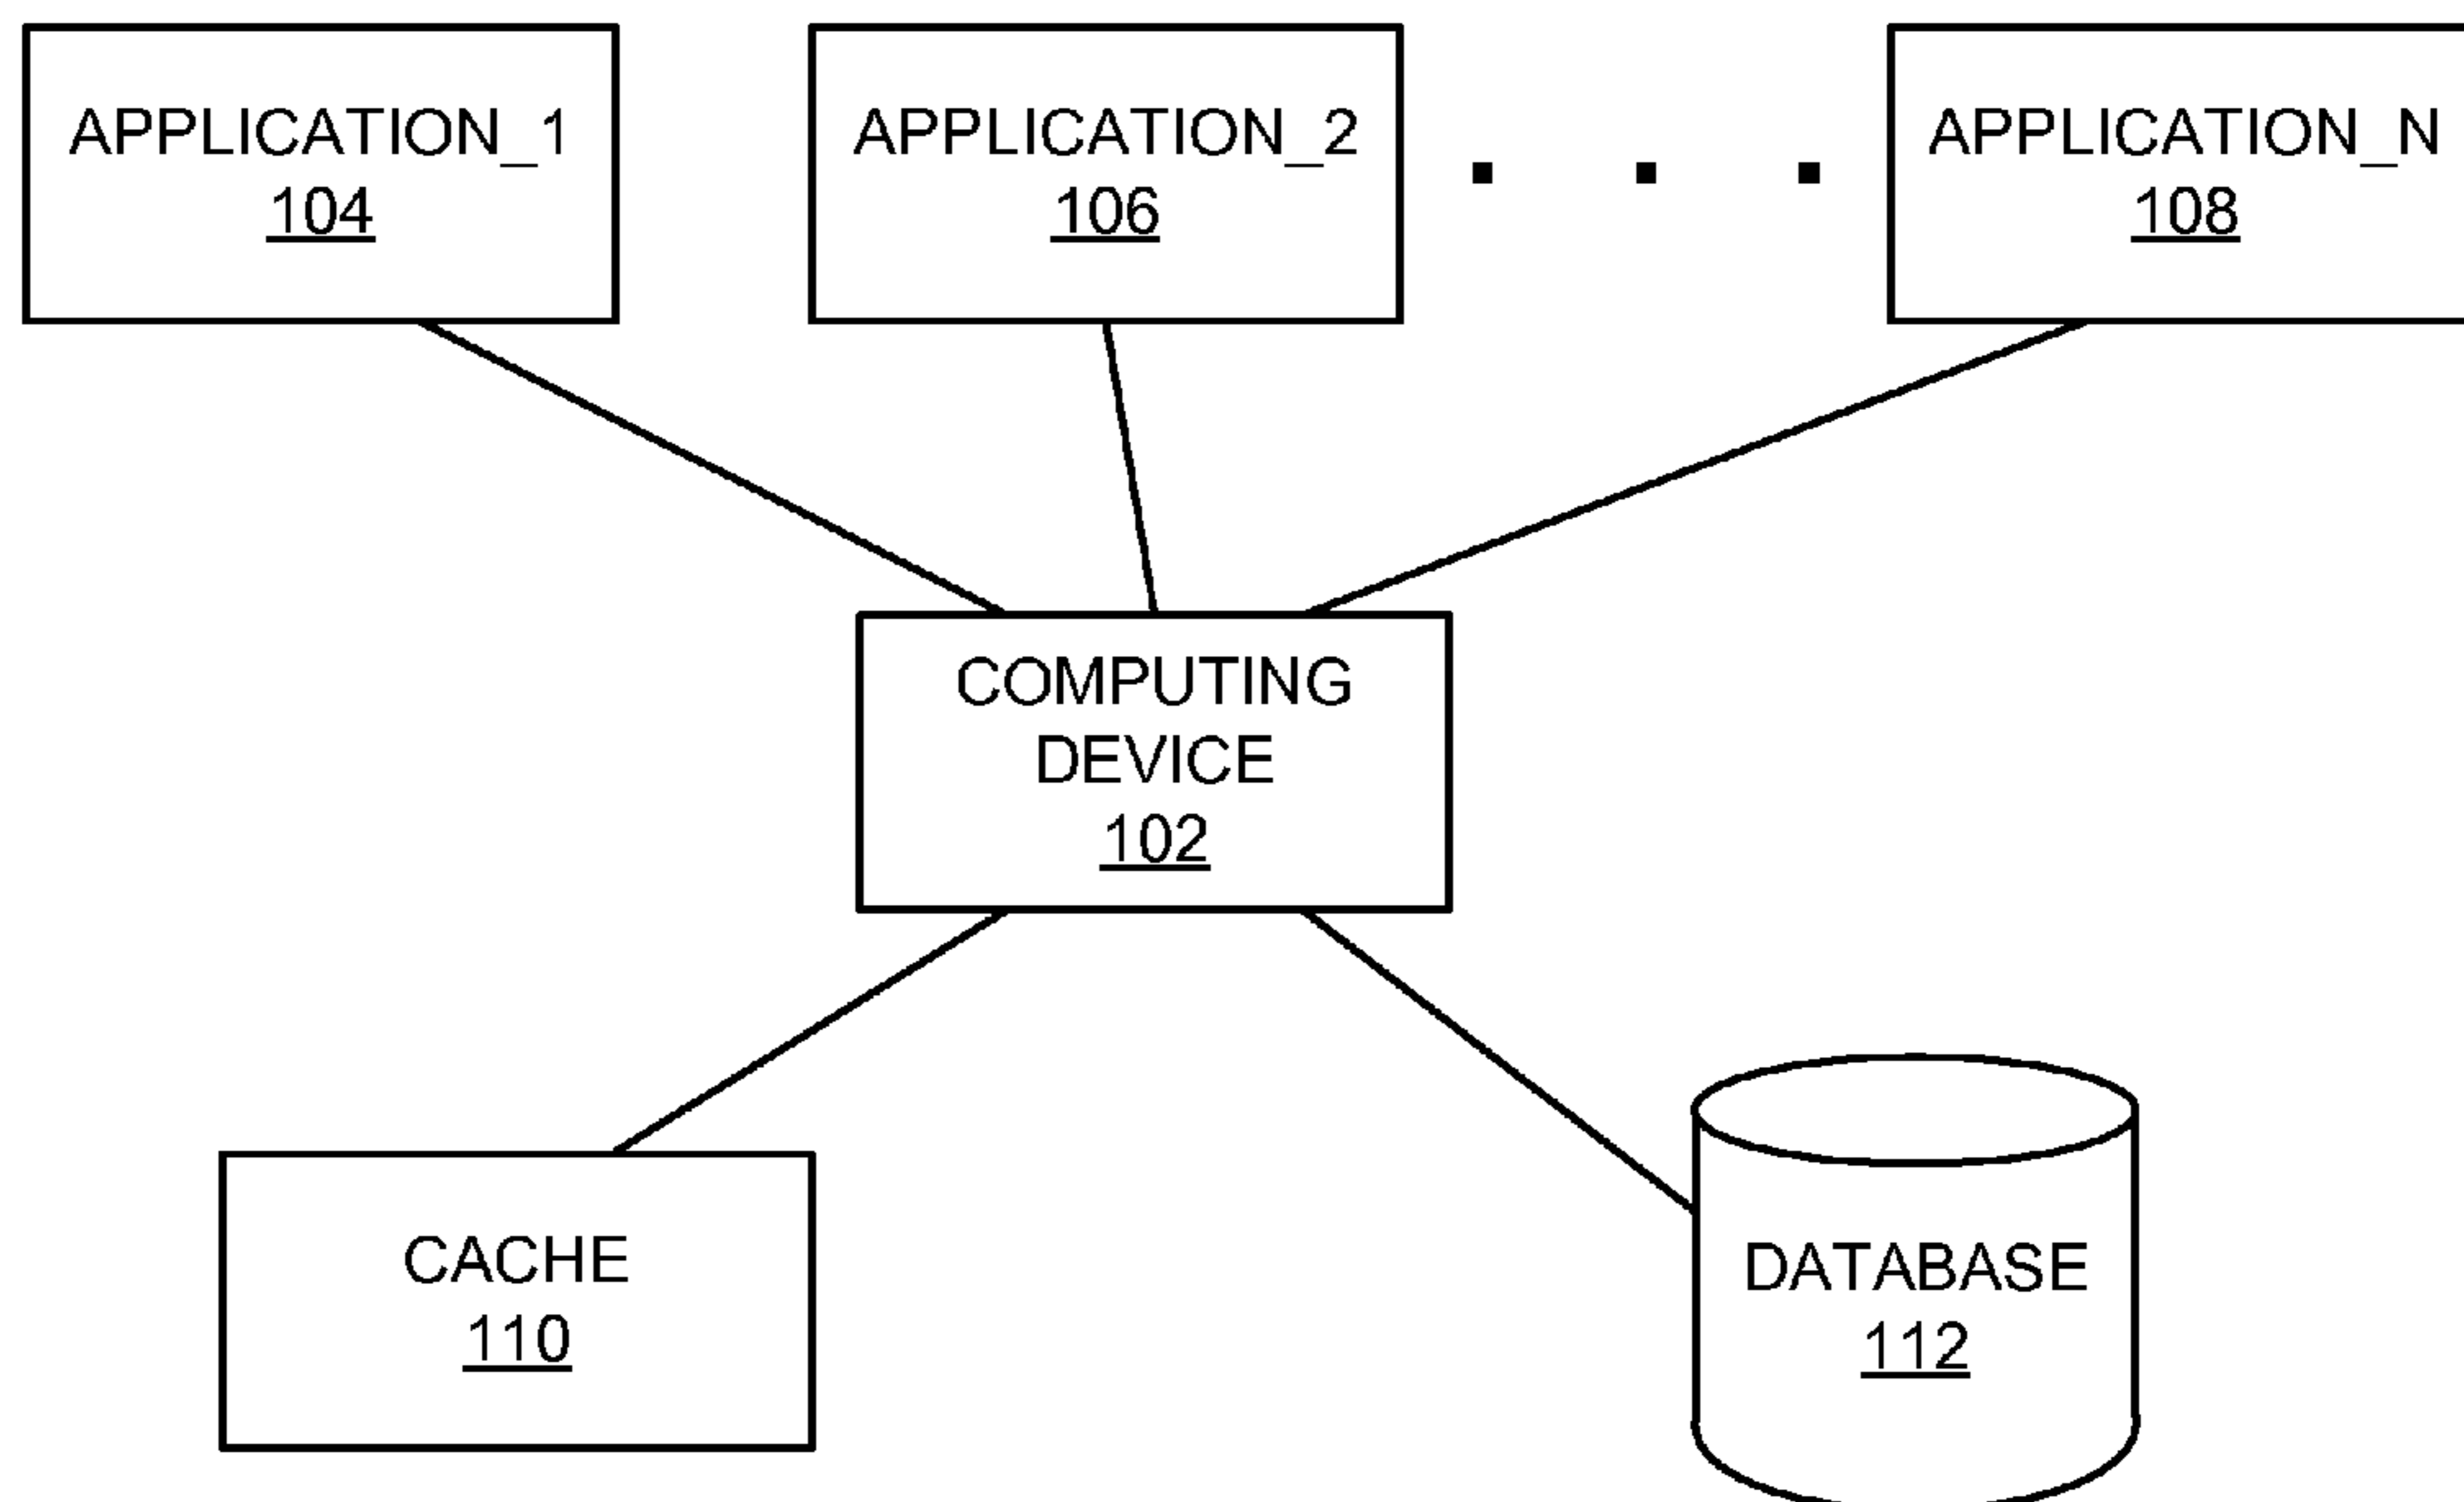 APPLICATION_1
104
APPLICATION_2
106
APPLICATION_N
108
COMPUTING
DEVICE
102
CACHE
110
DATABASE
112